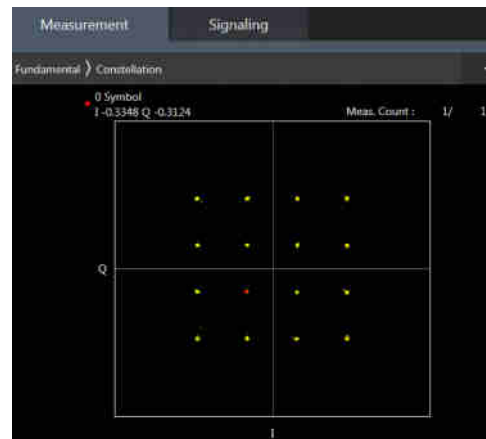 Measurement Signaling
Fundamental 〉 Constellation
0 Symbol
I -0.3348 Q -0.3124 Meas. Count : 1/ 1
Q
I